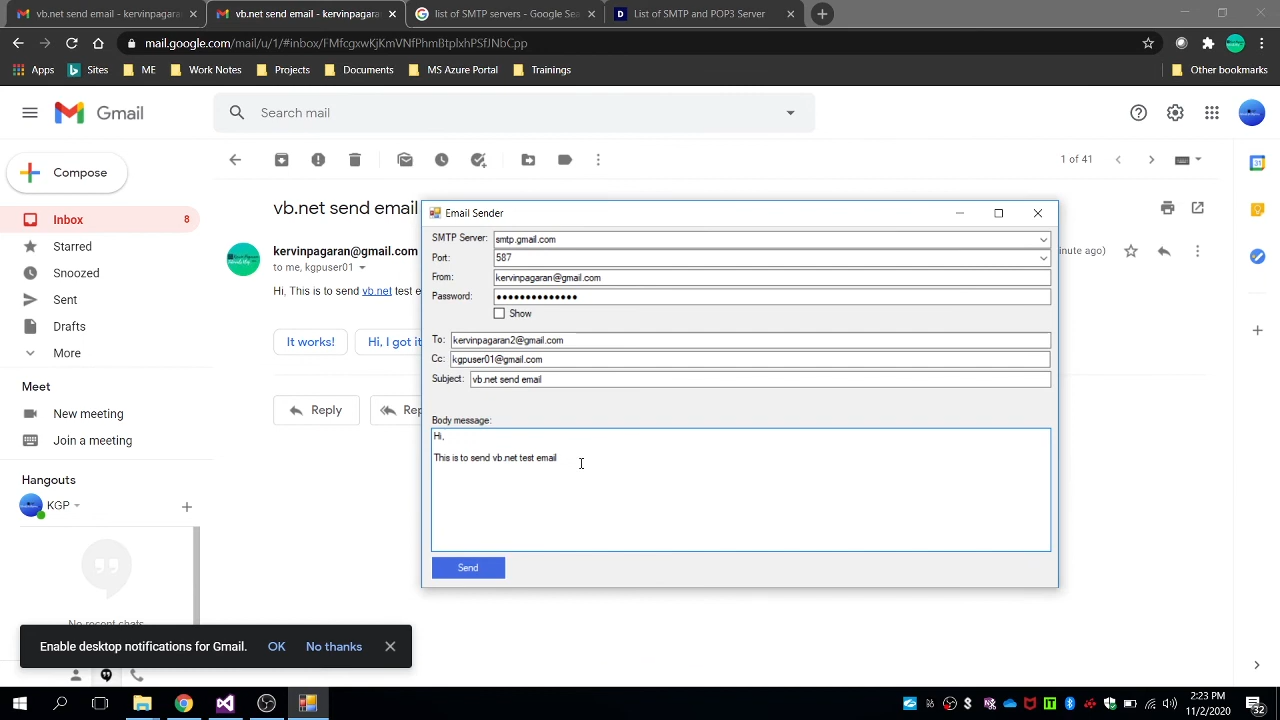 vb.net send email - kervinpagaran
vb.net send email - kervinpagaran
list of SMTP servers - Google Sea
List of SMTP and POP3 Server
mail.google.com/mail/u/1/#inbox/FMfcgxwKjKmVNfPhmBtplxhPSfJNbCpp
Apps
Sites
ME
Work Notes
Projects
Documents
MS Azure Portal
Trainings
Other bookmarks
Gmail
Search mail
Compose
1 of 41
Inbox 8
Starred
Snoozed
Sent
Drafts
More
Meet
New meeting
Join a meeting
Hangouts
KGP
No recent chats
vb.net send email
kervinpagaran@gmail.com
to me, kgpuser01
inute ago)
Hi, This is to send vb.net test e
It works!
Hi, I got it
Reply
Rep
Email Sender
SMTP Server: smtp.gmail.com
Port: 587
From: kervinpagaran@gmail.com
Password: ••••••••••••••
Show
To: kervinpagaran2@gmail.com
Cc: kgpuser01@gmail.com
Subject: vb.net send email
Body message:
Hi,
This is to send vb.net test email
Send
Enable desktop notifications for Gmail. OK No thanks
2:23 PM
11/2/2020
32